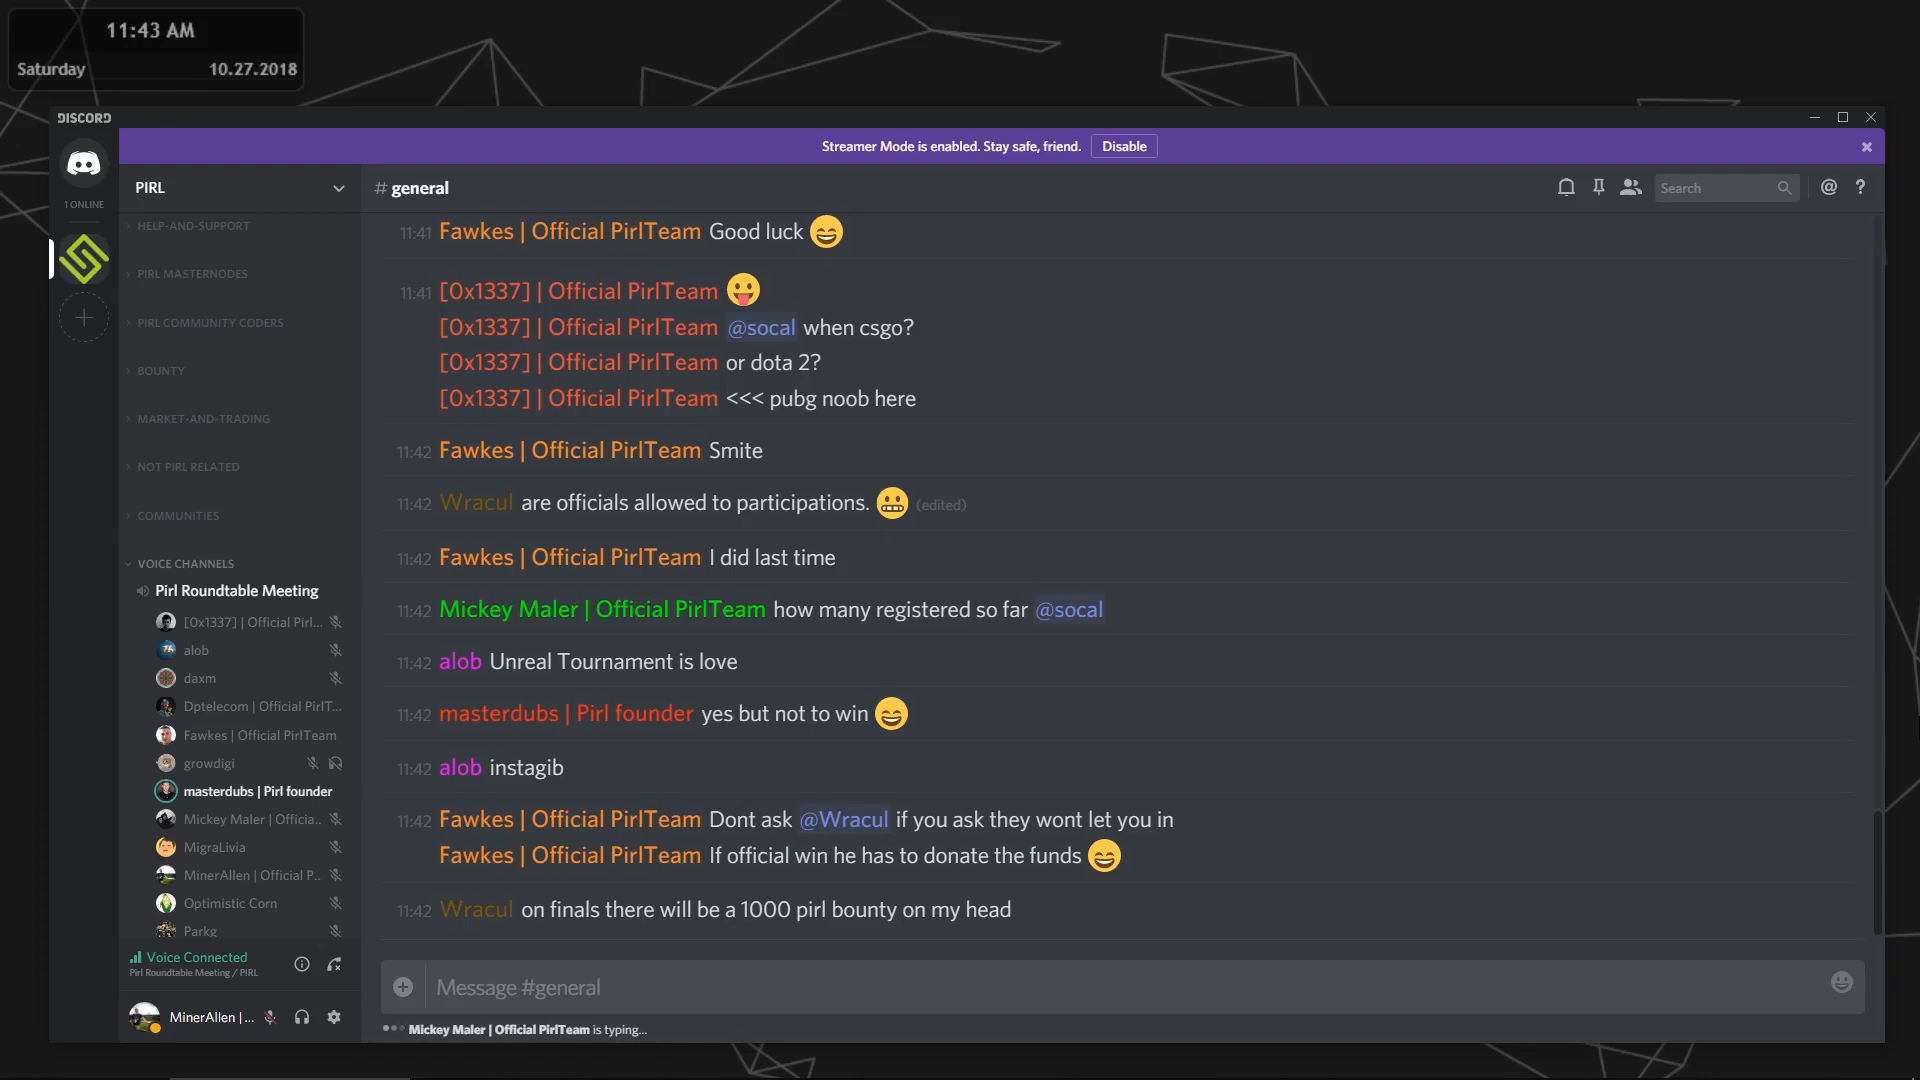 11:43 AM
Saturday 10.27.2018
DISCORD
Streamer Mode is enabled. Stay safe, friend. Disable
1 ONLINE
PIRL
HELP-AND-SUPPORT
PIRL MASTERNODES
PIRL COMMUNITY CODERS
BOUNTY
MARKET-AND-TRADING
NOT PIRL RELATED
COMMUNITIES
VOICE CHANNELS
Pirl Roundtable Meeting
[0x1337] | Official Pirl...
alob
daxm
Dptelecom | Official PirlT...
Fawkes | Official PirlTeam
growdigi
masterdubs | Pirl founder
Mickey Maler | Officia...
MigraLivia
MinerAllen | Official P...
Optimistic Corn
Parkg
Voice Connected
Pirl Roundtable Meeting / PIRL
MinerAllen |...
# general
Search
@ ?
11:41 Fawkes | Official PirlTeam Good luck 😄
11:41 [0x1337] | Official PirlTeam 😛
[0x1337] | Official PirlTeam @socal when csgo?
[0x1337] | Official PirlTeam or dota 2?
[0x1337] | Official PirlTeam <<< pubg noob here
11:42 Fawkes | Official PirlTeam Smite
11:42 Wracul are officials allowed to participations. 😬 (edited)
11:42 Fawkes | Official PirlTeam I did last time
11:42 Mickey Maler | Official PirlTeam how many registered so far @socal
11:42 alob Unreal Tournament is love
11:42 masterdubs | Pirl founder yes but not to win 😄
11:42 alob instagib
11:42 Fawkes | Official PirlTeam Dont ask @Wracul if you ask they wont let you in
Fawkes | Official PirlTeam If official win he has to donate the funds 😄
11:42 Wracul on finals there will be a 1000 pirl bounty on my head
Message #general
Mickey Maler | Official PirlTeam is typing...